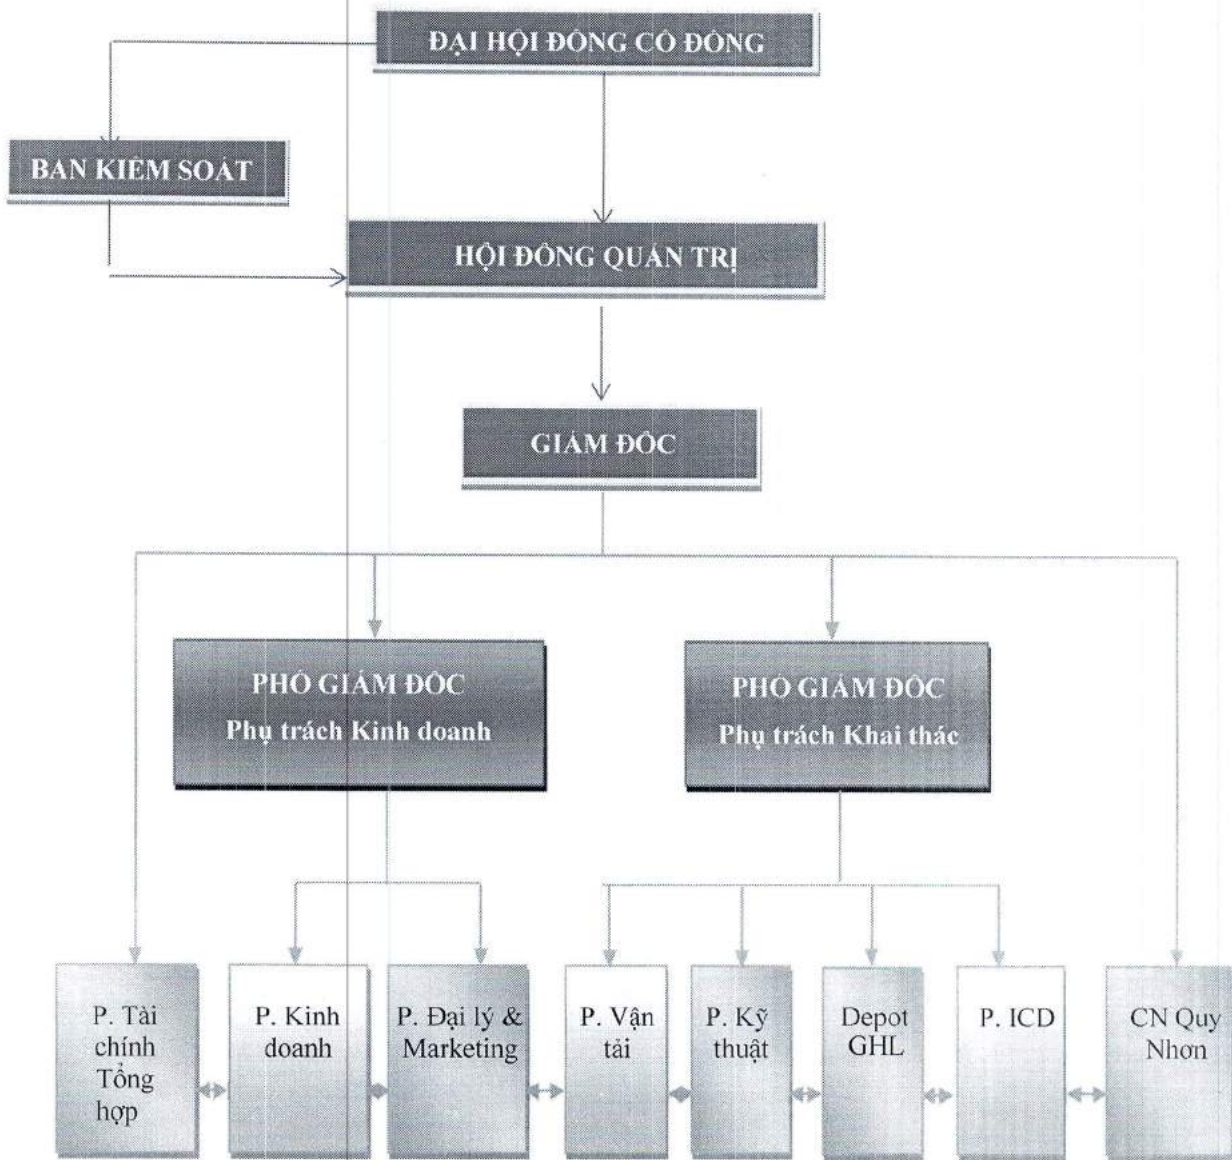 ĐẠI HỘI ĐỒNG CỔ ĐÔNG
BAN KIỂM SOÁT
HỘI ĐỒNG QUẢN TRỊ
GIÁM ĐỐC
PHÓ GIÁM ĐỐC
Phụ trách Kinh doanh
PHÓ GIÁM ĐỐC
Phụ trách Khai thác
P. Tài
chính
Tổng
hợp
P. Kinh
doanh
P. Đại lý &
Marketing
P. Vận
tải
P. Kỹ
thuật
Depot
GHL
P. ICD
CN Quy
Nhơn